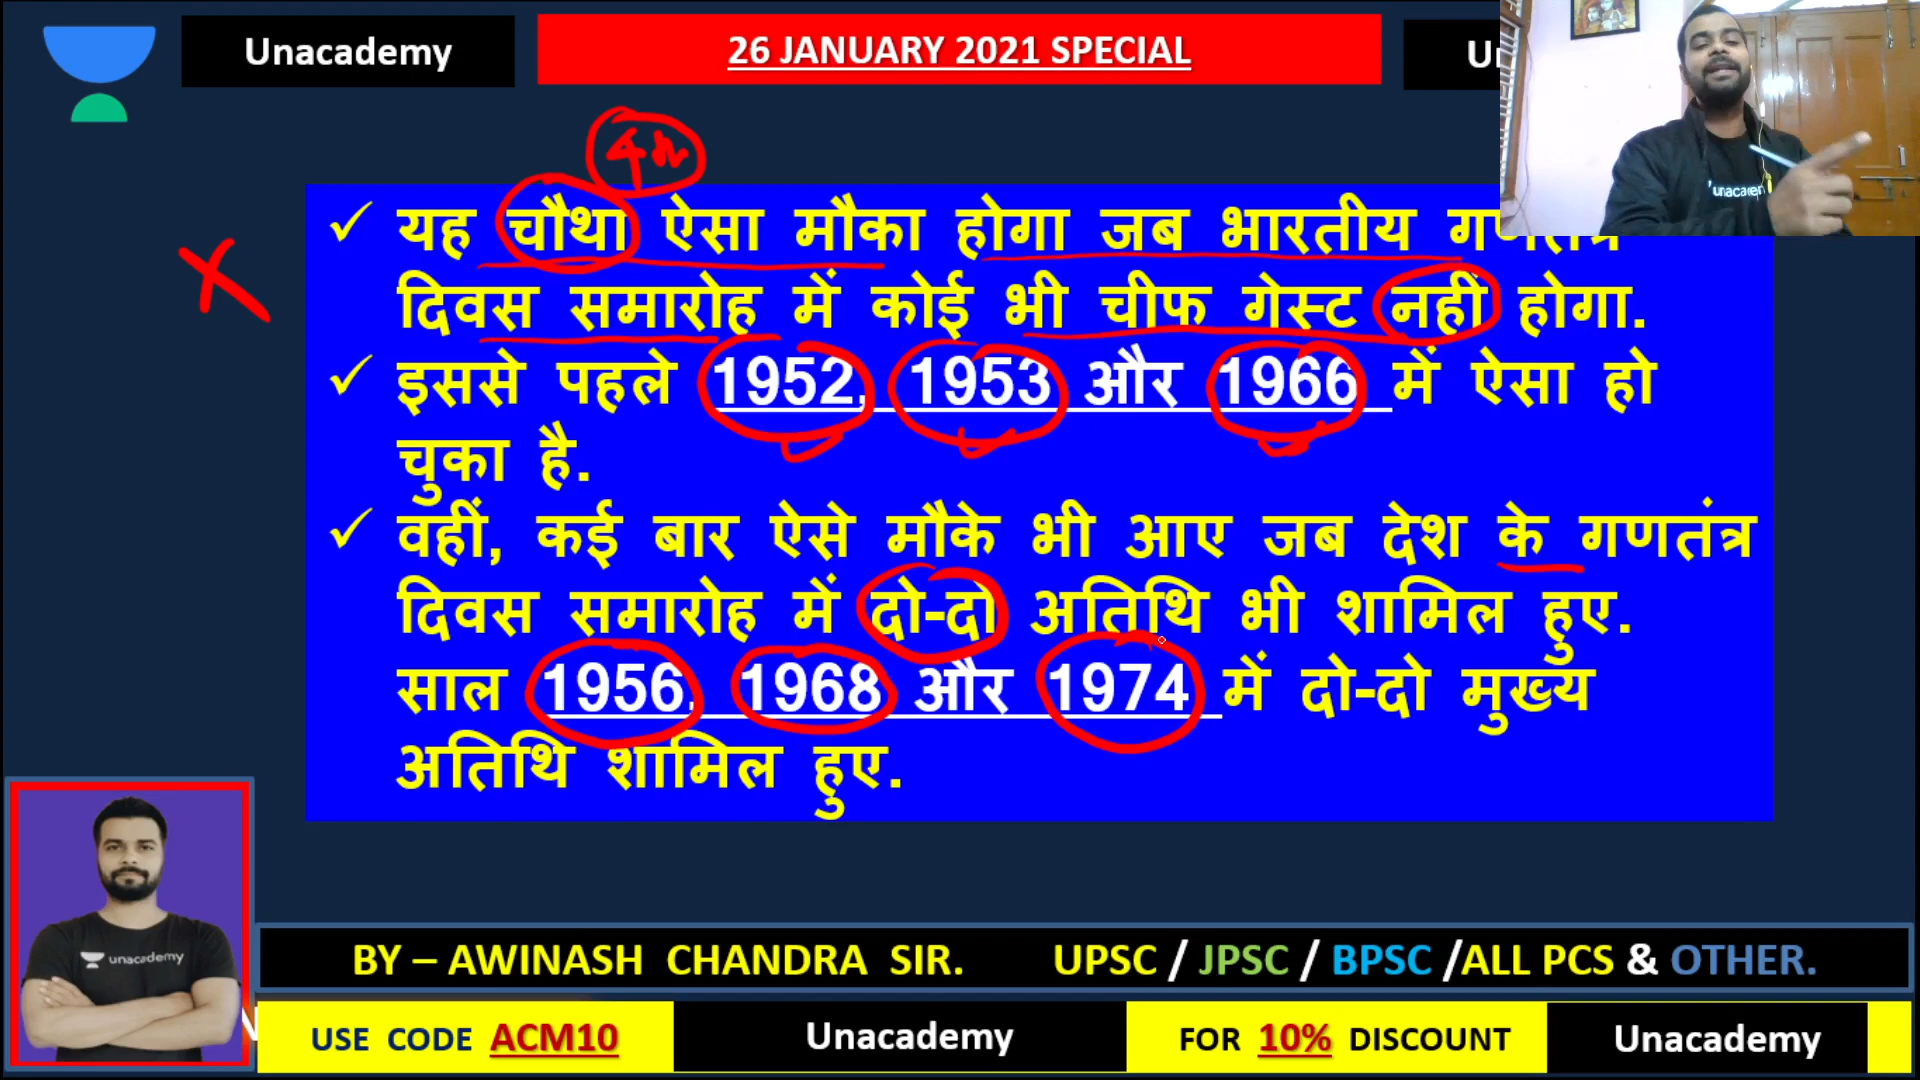 Unacademy
26 JANUARY 2021 SPECIAL
4th
✓ यह चौथा ऐसा मौका होगा जब भारतीय गणतंत्र
दिवस समारोह में कोई भी चीफ गेस्ट नहीं होगा.
✓ इससे पहले 1952, 1953 और 1966 में ऐसा हो
चुका है.
✓ वहीं, कई बार ऐसे मौके भी आए जब देश के गणतंत्र
दिवस समारोह में दो-दो अतिथि भी शामिल हुए.
साल 1956, 1968 और 1974 में दो-दो मुख्य
अतिथि शामिल हुए.
unacademy
BY – AWINASH CHANDRA SIR. UPSC / JPSC / BPSC /ALL PCS & OTHER.
USE CODE ACM10 Unacademy FOR 10% DISCOUNT Unacademy